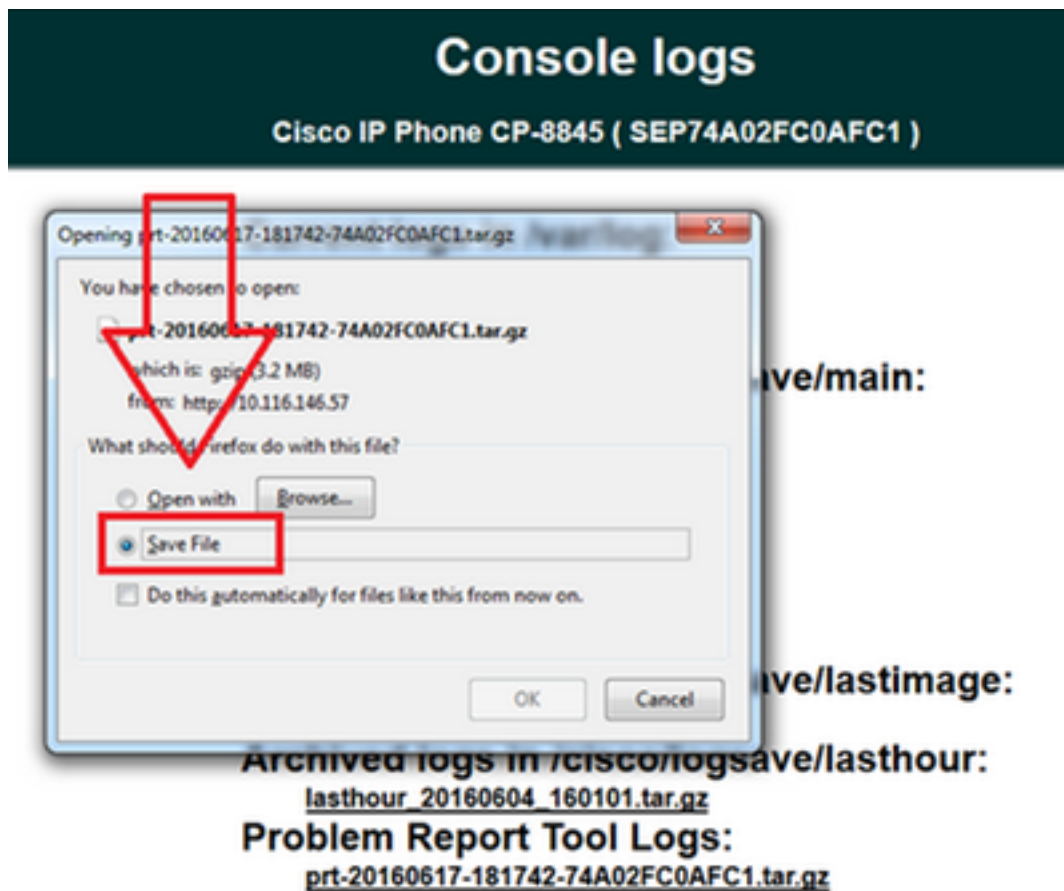 Console logs
Cisco IP Phone CP-8845 ( SEP74A02FC0AFC1 )
Opening prt-20160617-181742-74A02FC0AFC1.tar.gz
/var/log:
You have chosen to open:
prt-20160617-181742-74A02FC0AFC1.tar.gz
which is: gzip (3.2 MB)
from: http://10.116.146.57
ave/main:
What should Firefox do with this file?
Open with
Browse...
Save File
Do this automatically for files like this from now on.
ave/lastimage:
OK
Cancel
Archived logs in /cisco/logsave/lasthour:
lasthour_20160604_160101.tar.gz
Problem Report Tool Logs:
prt-20160617-181742-74A02FC0AFC1.tar.gz